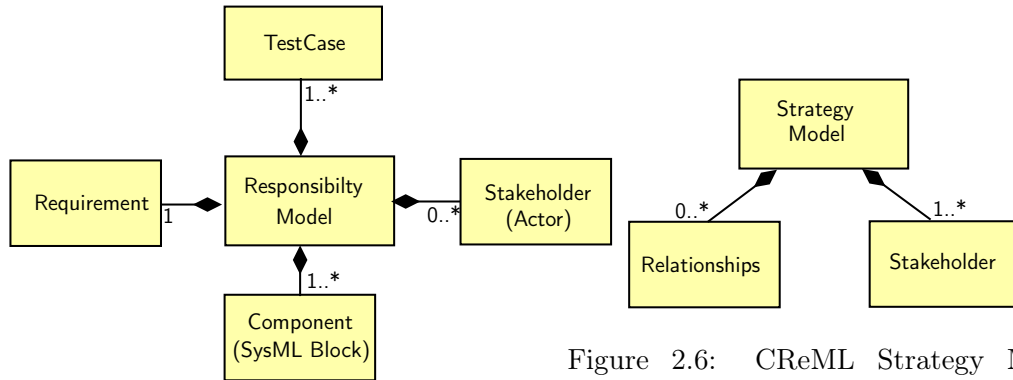 TestCase
1..*
Requirement
1
Responsibilty
Model
0..*
Stakeholder
(Actor)
1..*
Component
(SysML Block)
Strategy
Model
0..*
1..*
Relationships
Stakeholder
Figure 2.6: CReML Strategy